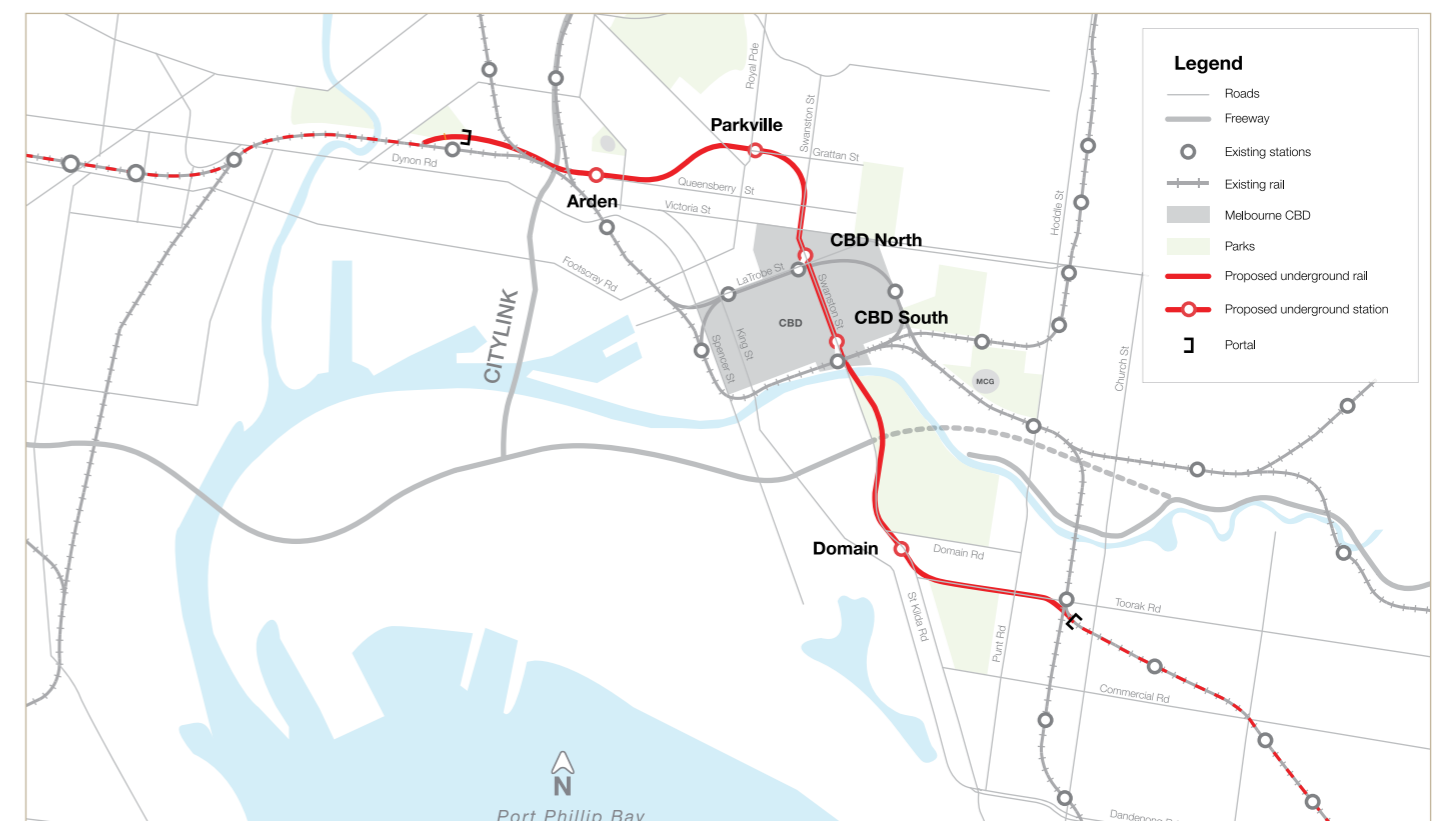 Royal Pde
Swanston St
Parkville
Grattan St
Dynon Rd
Queensberry St
Arden
Victoria St
Hoddle St
CBD North
LaTrobe St
Footscray Rd
Swanston St
CBD South
CBD
CITYLINK
King St
Spencer St
MCG
Church St
Domain
Domain Rd
Toorak Rd
St Kilda Rd
Punt Rd
Commercial Rd
N
Port Phillip Bay
Dandenong
Legend
Roads
Freeway
Existing stations
Existing rail
Melbourne CBD
Parks
Proposed underground rail
Proposed underground station
Portal